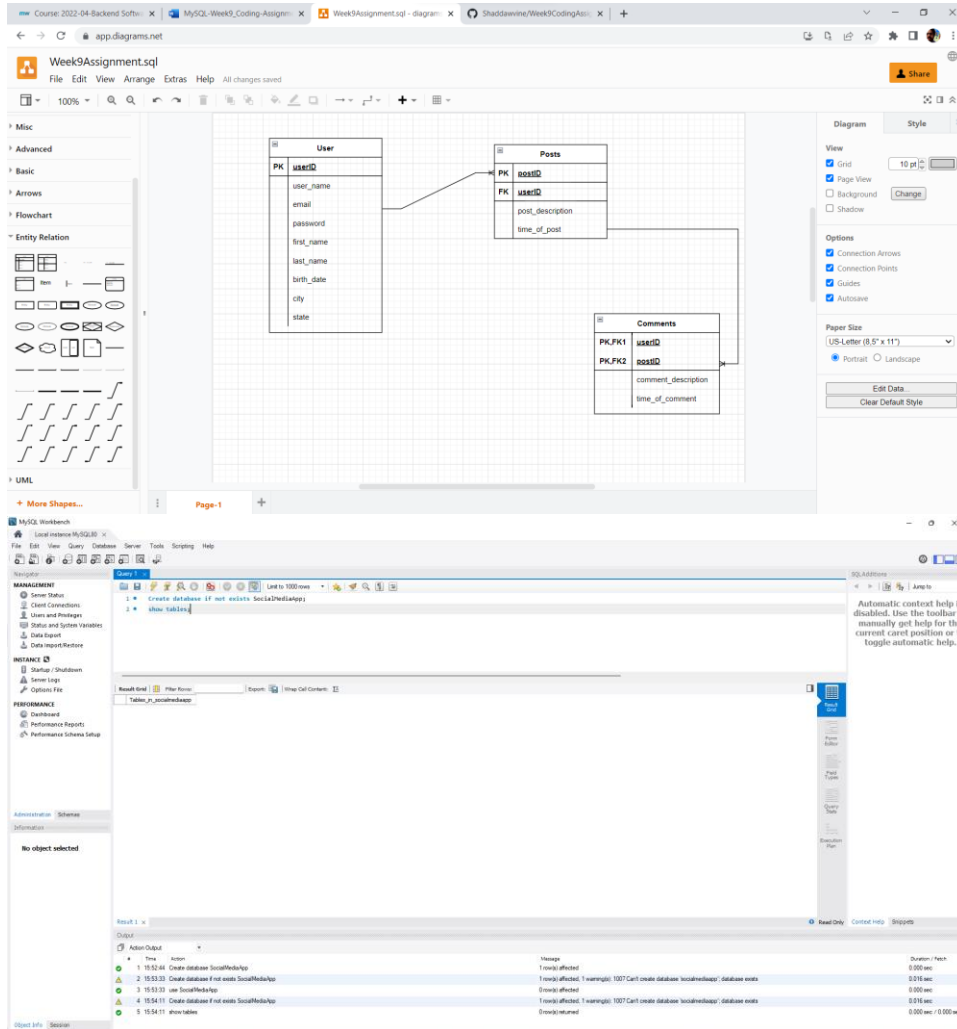 Course: 2022-04-Backend Softw
MySQL-Week9_Coding-Assignm
Week9Assignment.sql - diagram
Shaddawvine/Week9CodingAssig
app.diagrams.net
Week9Assignment.sql
File Edit View Arrange Extras Help All changes saved
Share
100%
Misc
Advanced
Basic
Arrows
Flowchart
Entity Relation
UML
+ More Shapes...
User
PK userID
user_name
email
password
first_name
last_name
birth_date
city
state
Posts
PK postID
FK userID
post_description
time_of_post
Comments
PK,FK1 userID
PK,FK2 postID
comment_description
time_of_comment
Page-1
Diagram Style
View
Grid 10 pt
Page View
Background Change
Shadow
Options
Connection Arrows
Connection Points
Guides
Autosave
Paper Size
US-Letter (8,5" x 11")
Portrait Landscape
Edit Data...
Clear Default Style
MySQL Workbench
Local instance MySQL80
File Edit View Query Database Server Tools Scripting Help
Navigator
MANAGEMENT
Server Status
Client Connections
Users and Privileges
Status and System Variables
Data Export
Data Import/Restore
INSTANCE
Startup / Shutdown
Server Logs
Options File
PERFORMANCE
Dashboard
Performance Reports
Performance Schema Setup
Administration Schemas
Information
No object selected
Object Info Session
Query 1
Limit to 1000 rows
1 Create database if not exists SocialMediaApp;
2 show tables;
Result Grid Filter Rows: Export: Wrap Cell Content:
Tables_in_socialmediaapp
Result Grid
Form Editor
Field Types
Query Stats
Execution Plan
SQLAdditions
Jump to
Automatic context help i
disabled. Use the toolbar
manually get help for th
current caret position or
toggle automatic help.
Result 1
Read Only Context Help Snippets
Output
Action Output
# Time Action Message Duration / Fetch
1 15:52:44 Create database SocialMediaApp 1 row(s) affected 0.000 sec
2 15:53:33 Create database if not exists SocialMediaApp 1 row(s) affected, 1 warning(s): 1007 Can't create database 'socialmediaapp'; database exists 0.016 sec
3 15:53:33 use SocialMediaApp 0 row(s) affected 0.000 sec
4 15:54:11 Create database if not exists SocialMediaApp 1 row(s) affected, 1 warning(s): 1007 Can't create database 'socialmediaapp'; database exists 0.016 sec
5 15:54:11 show tables 0 row(s) returned 0.000 sec / 0.000 se